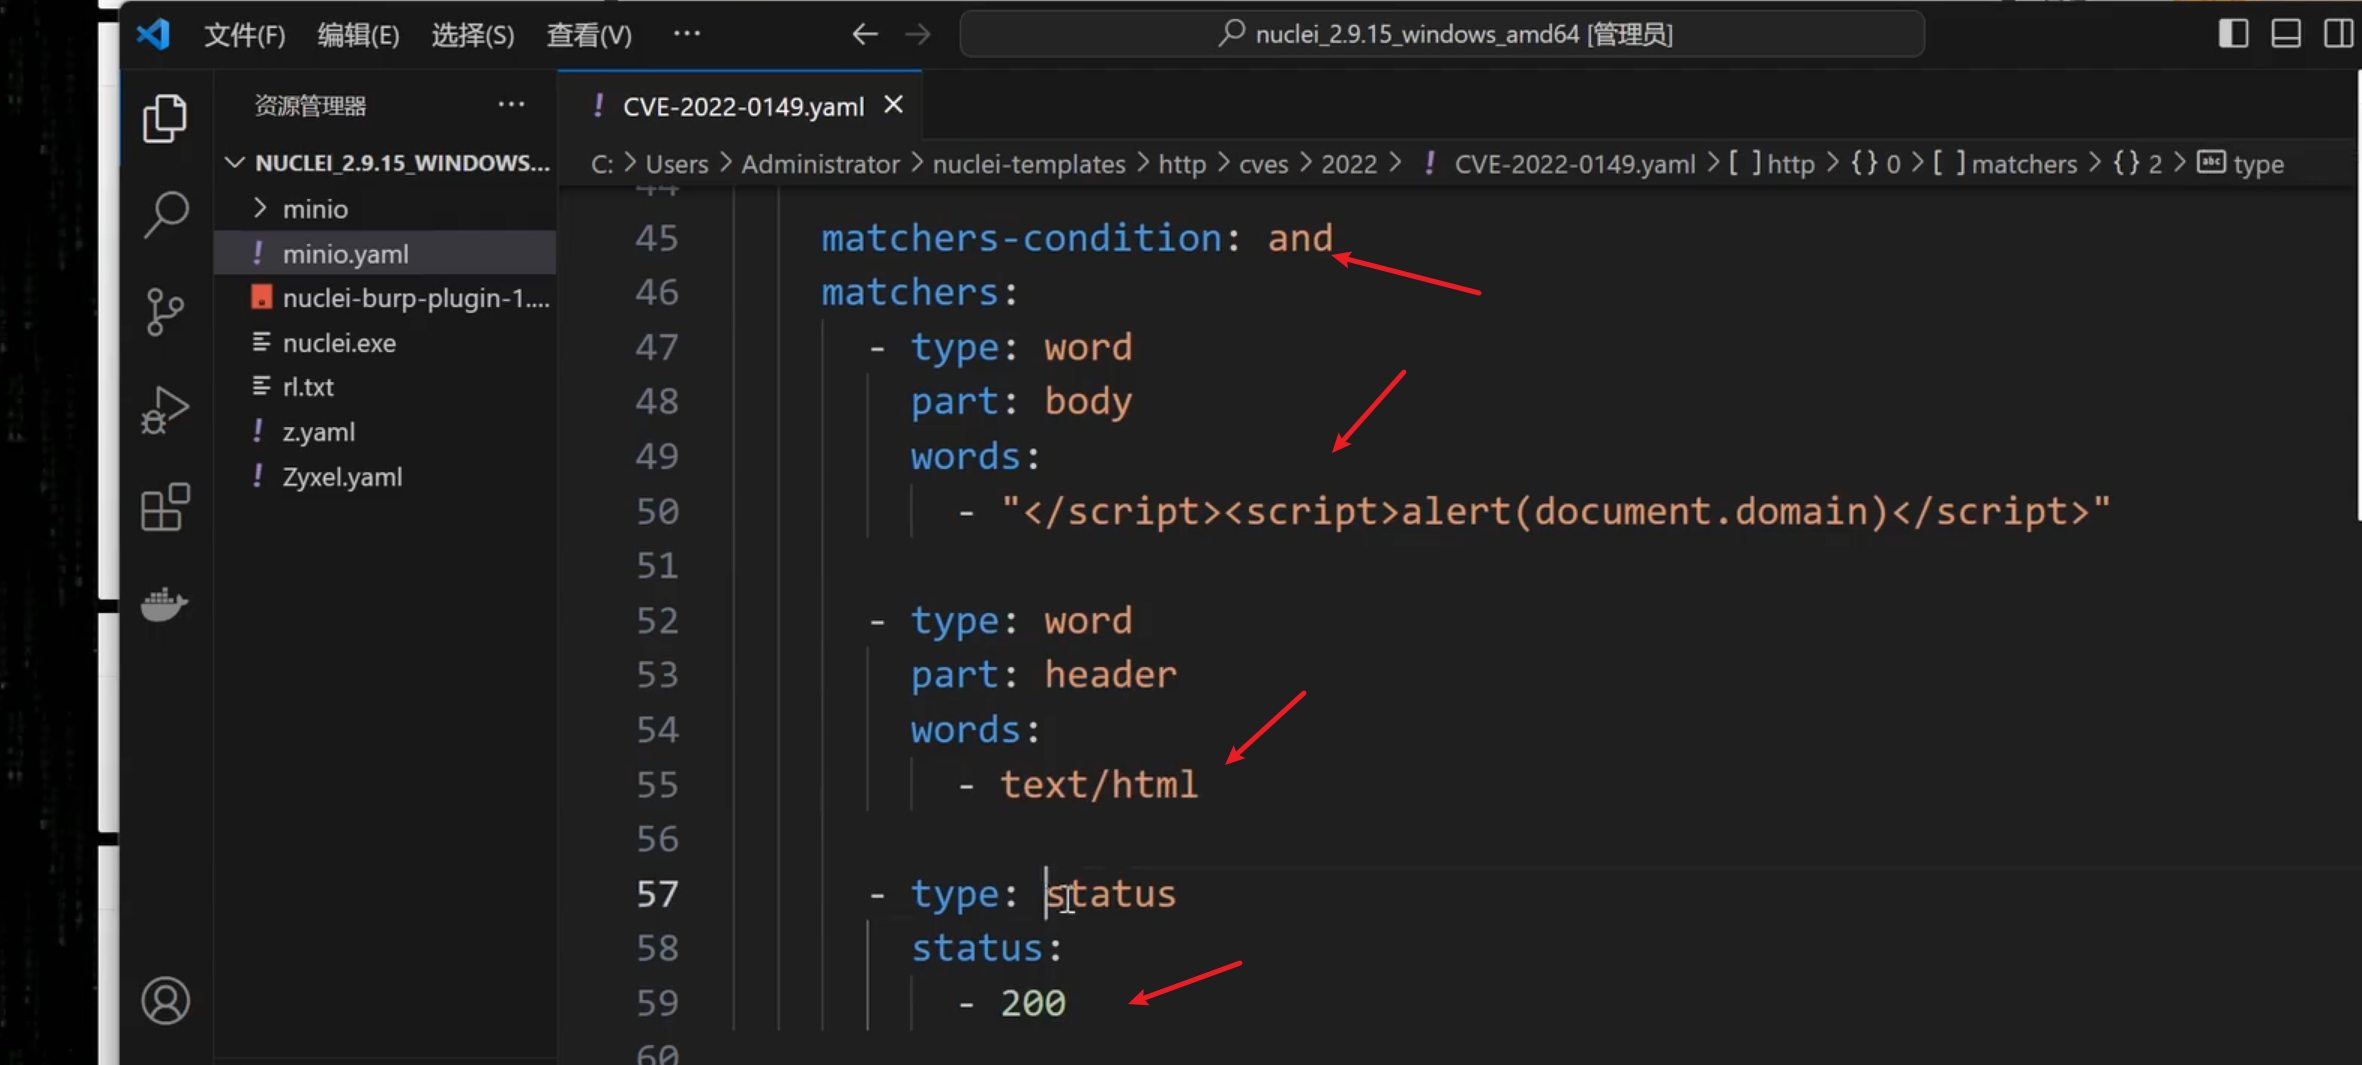 文件(F) 编辑(E) 选择(S) 查看(V) ··· nuclei_2.9.15_windows_amd64 [管理员]
资源管理器 ···
NUCLEI_2.9.15_WINDOWS...
minio
minio.yaml
nuclei-burp-plugin-1....
nuclei.exe
rl.txt
z.yaml
Zyxel.yaml
CVE-2022-0149.yaml
C: > Users > Administrator > nuclei-templates > http > cves > 2022 > ! CVE-2022-0149.yaml > [ ] http > {} 0 > [ ] matchers > {} 2 > abc type
44
45 matchers-condition: and
46 matchers:
47 - type: word
48 part: body
49 words:
50 - "</script><script>alert(document.domain)</script>"
51
52 - type: word
53 part: header
54 words:
55 - text/html
56
57 - type: status
58 status:
59 - 200
60